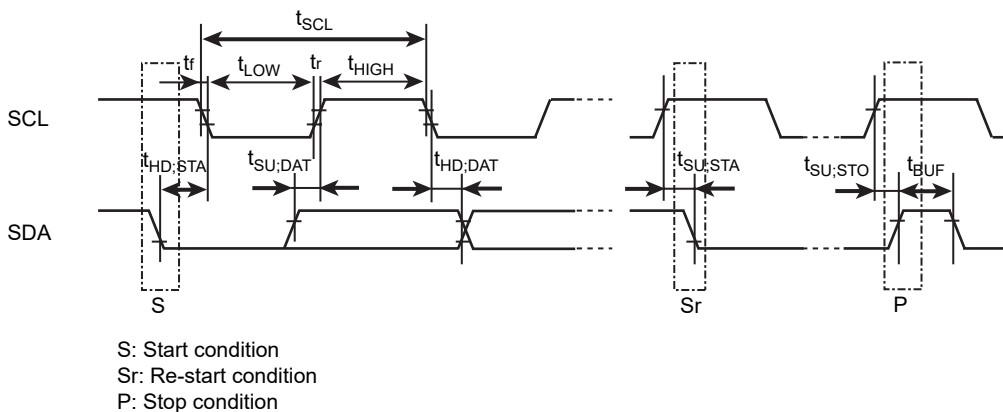 tSCL
tf tLOW tr tHIGH
SCL
tHD;STA tSU;DAT tHD;DAT tSU;STA tSU;STO tBUF
SDA
S Sr P
S: Start condition
Sr: Re-start condition
P: Stop condition